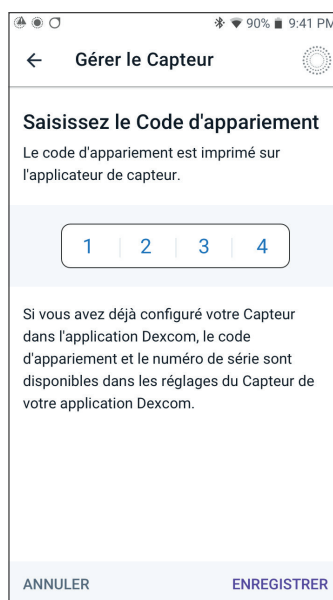 90% 9:41 PM
Gérer le Capteur
Saisissez le Code d'appariement
Le code d'appariement est imprimé sur
l'applicateur de capteur.
1 2 3 4
Si vous avez déjà configuré votre Capteur
dans l'application Dexcom, le code
d'appariement et le numéro de série sont
disponibles dans les réglages du Capteur de
votre application Dexcom.
ANNULER ENREGISTRER